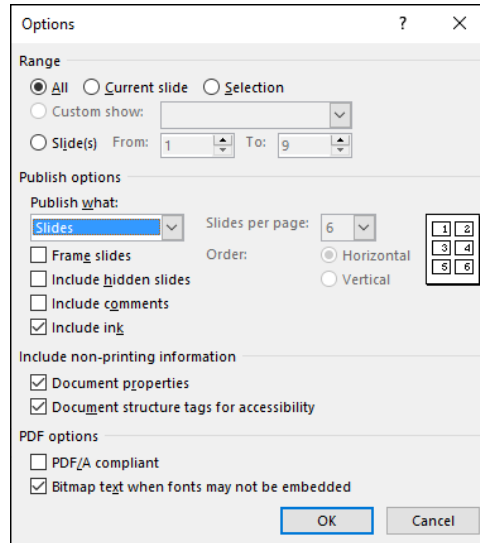 Options ? ×
Range
All Current slide Selection
Custom show:
Slide(s) From: 1 To: 9
Publish options
Publish what:
Slides Slides per page: 6
Frame slides Order: Horizontal
Include hidden slides Vertical
Include comments
Include ink
1 2
3 4
5 6
Include non-printing information
Document properties
Document structure tags for accessibility
PDF options
PDF/A compliant
Bitmap text when fonts may not be embedded
OK Cancel